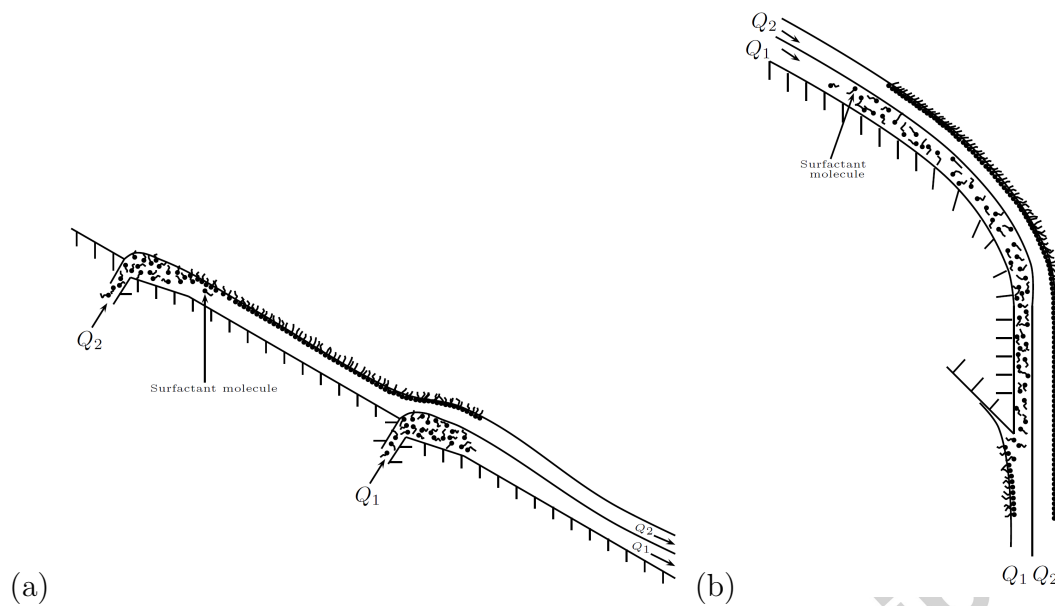 Q2
Surfactant molecule
Q1
Q2
Q1
(a)
Q2
Q1
Surfactant
molecule
Q1 Q2
(b)